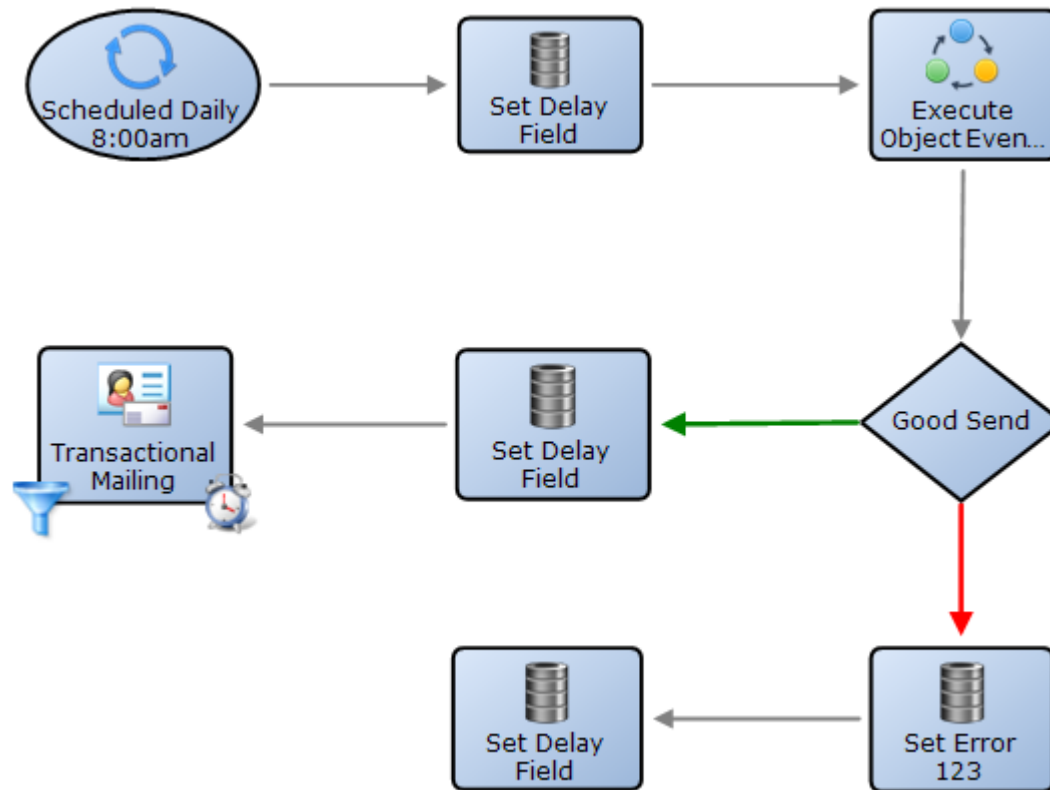 Scheduled Daily
8:00am
Set Delay
Field
Execute
Object Even...
Transactional
Mailing
Set Delay
Field
Good Send
Set Delay
Field
Set Error
123